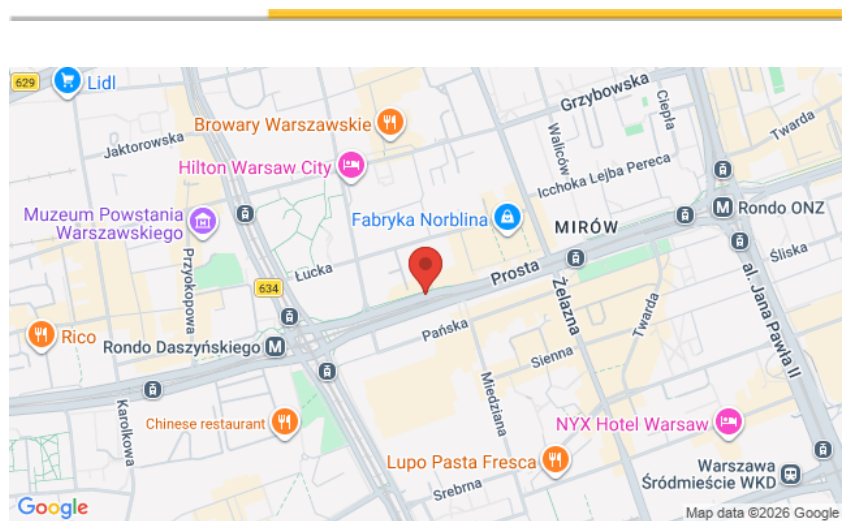 629
Lidl
Grzybowska
Ciepła
Twarda
Browary Warszawskie
Waliców
Jaktorowska
Hilton Warsaw City
Icchoka Lejba Pereca
Muzeum Powstania
Warszawskiego
Fabryka Norblina
MIRÓW
Rondo ONZ
Przyokopowa
Łucka
Prosta
Śliska
634
Żelazna
al. Jana Pawła II
Rico
Rondo Daszyńskiego
Pańska
Twarda
Sienna
Karolkowa
Miedziana
Chinese restaurant
NYX Hotel Warsaw
Lupo Pasta Fresca
Warszawa
Śródmieście WKD
Srebrna
Google
Map data ©2026 Google